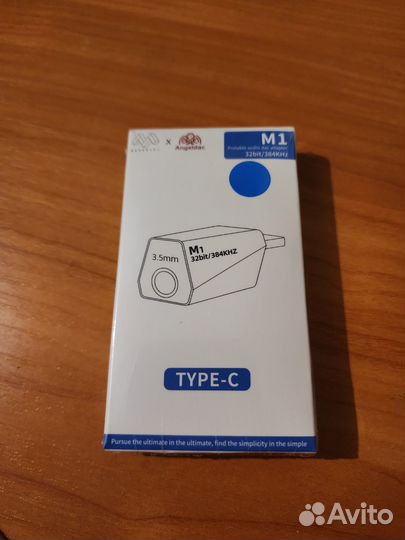 x
Angeldac
M1
Portable audio dac adapter
32bit/384KHz
3.5mm
M1
32bit/384KHZ
TYPE-C
Pursue the ultimate in the ultimate, find the simplicity in the simple
Avito